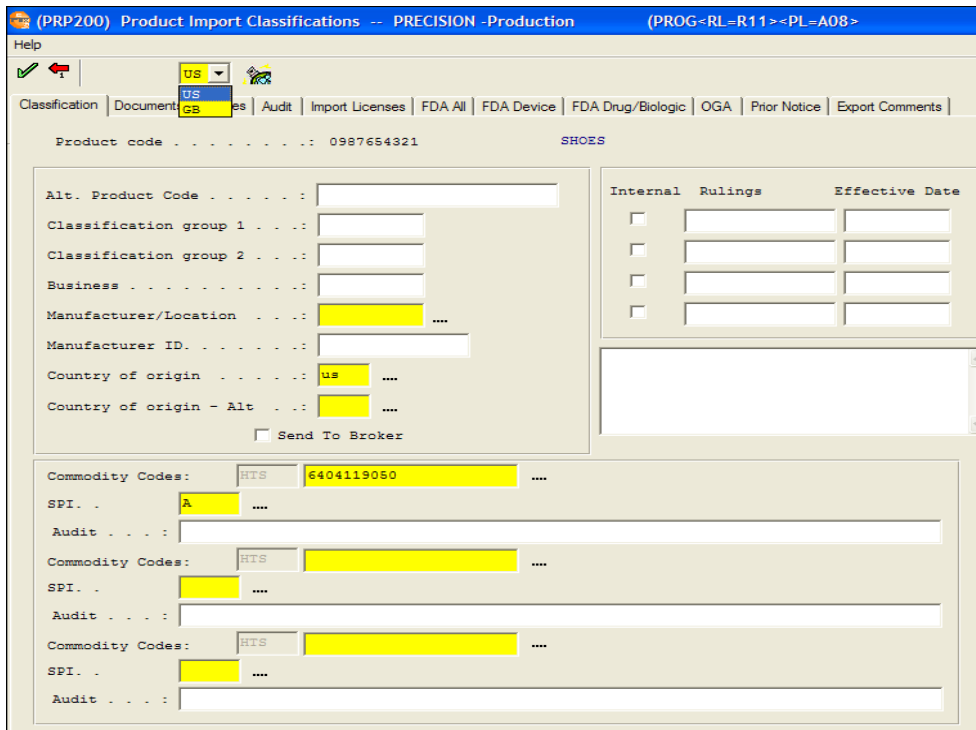 (PRP200) Product Import Classifications -- PRECISION -Production (PROG<RL=R11><PL=A08>
Help
US
US
GB
Classification Documents es Audit Import Licenses FDA All FDA Device FDA Drug/Biologic OGA Prior Notice Export Comments
Product code . . . . . . . .: 0987654321 SHOES
Internal Rulings Effective Date
Alt. Product Code . . . . . :
Classification group 1 . . .:
Classification group 2 . . .:
Business . . . . . . . . . .:
Manufacturer/Location . . .: ....
Manufacturer ID. . . . . . .:
Country of origin . . . . .: us ....
Country of origin - Alt . .: ....
Send To Broker
Commodity Codes: HTS 6404119050 ....
SPI. . A ....
Audit . . . :
Commodity Codes: HTS ....
SPI. . ....
Audit . . . :
Commodity Codes: HTS ....
SPI. . ....
Audit . . . :